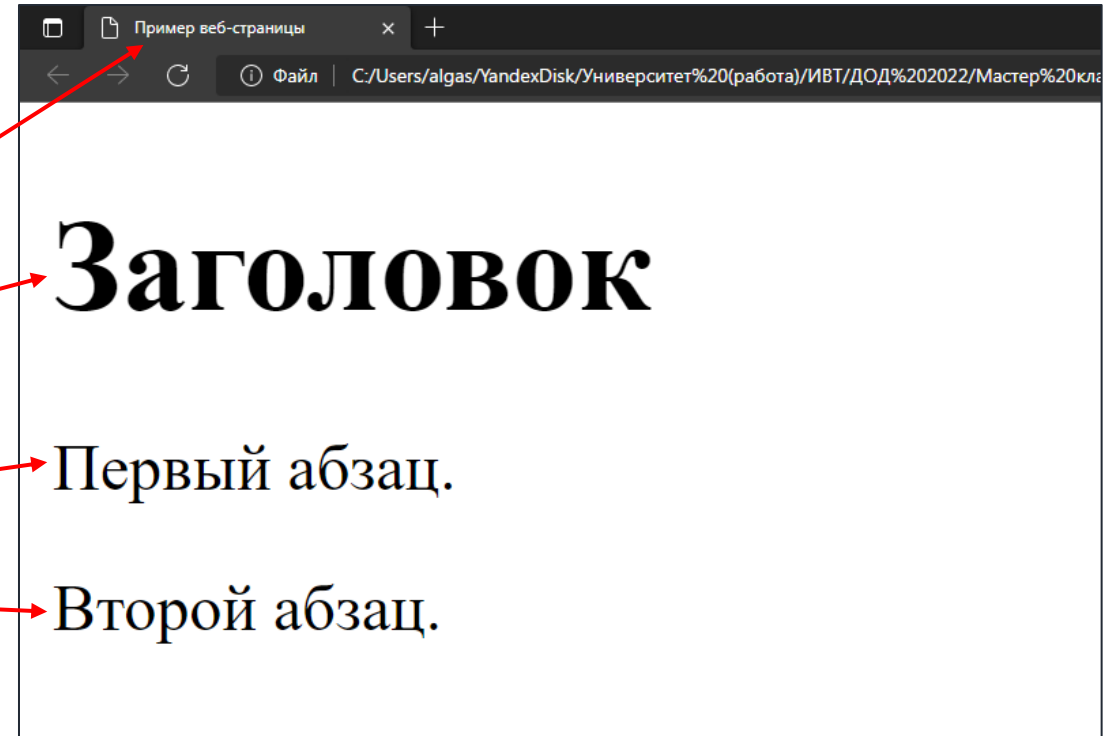 Пример веб-страницы
Файл C:/Users/algas/YandexDisk/Университет%20(работа)/ИВТ/ДОД%202022/Мастер%20кла
Заголовок
Первый абзац.
Второй абзац.